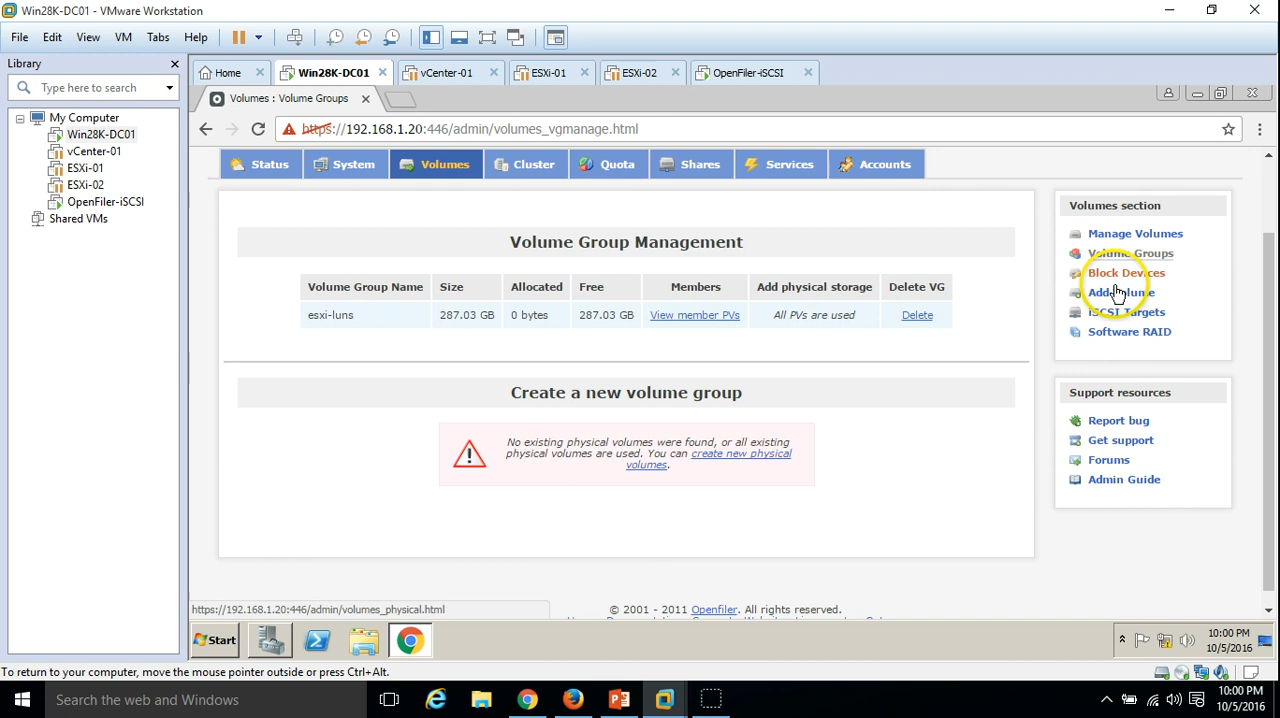 Win28K-DC01 - VMware Workstation
File Edit View VM Tabs Help
Library
Type here to search
My Computer
Win28K-DC01
vCenter-01
ESXi-01
ESXi-02
OpenFiler-iSCSI
Shared VMs
Home Win28K-DC01 vCenter-01 ESXi-01 ESXi-02 OpenFiler-iSCSI
Volumes : Volume Groups
https://192.168.1.20:446/admin/volumes_vgmanage.html
Status System Volumes Cluster Quota Shares Services Accounts
Volume Group Management
Volume Group Name Size Allocated Free Members Add physical storage Delete VG
esxi-luns 287.03 GB 0 bytes 287.03 GB View member PVs All PVs are used Delete
Create a new volume group
No existing physical volumes were found, or all existing
physical volumes are used. You can create new physical
volumes.
Volumes section
Manage Volumes
Volume Groups
Block Devices
Add Volume
iSCSI Targets
Software RAID
Support resources
Report bug
Get support
Forums
Admin Guide
https://192.168.1.20:446/admin/volumes_physical.html
© 2001 - 2011 Openfiler. All rights reserved.
Start
10:00 PM
10/5/2016
To return to your computer, move the mouse pointer outside or press Ctrl+Alt.
Search the web and Windows
10:00 PM
10/5/2016